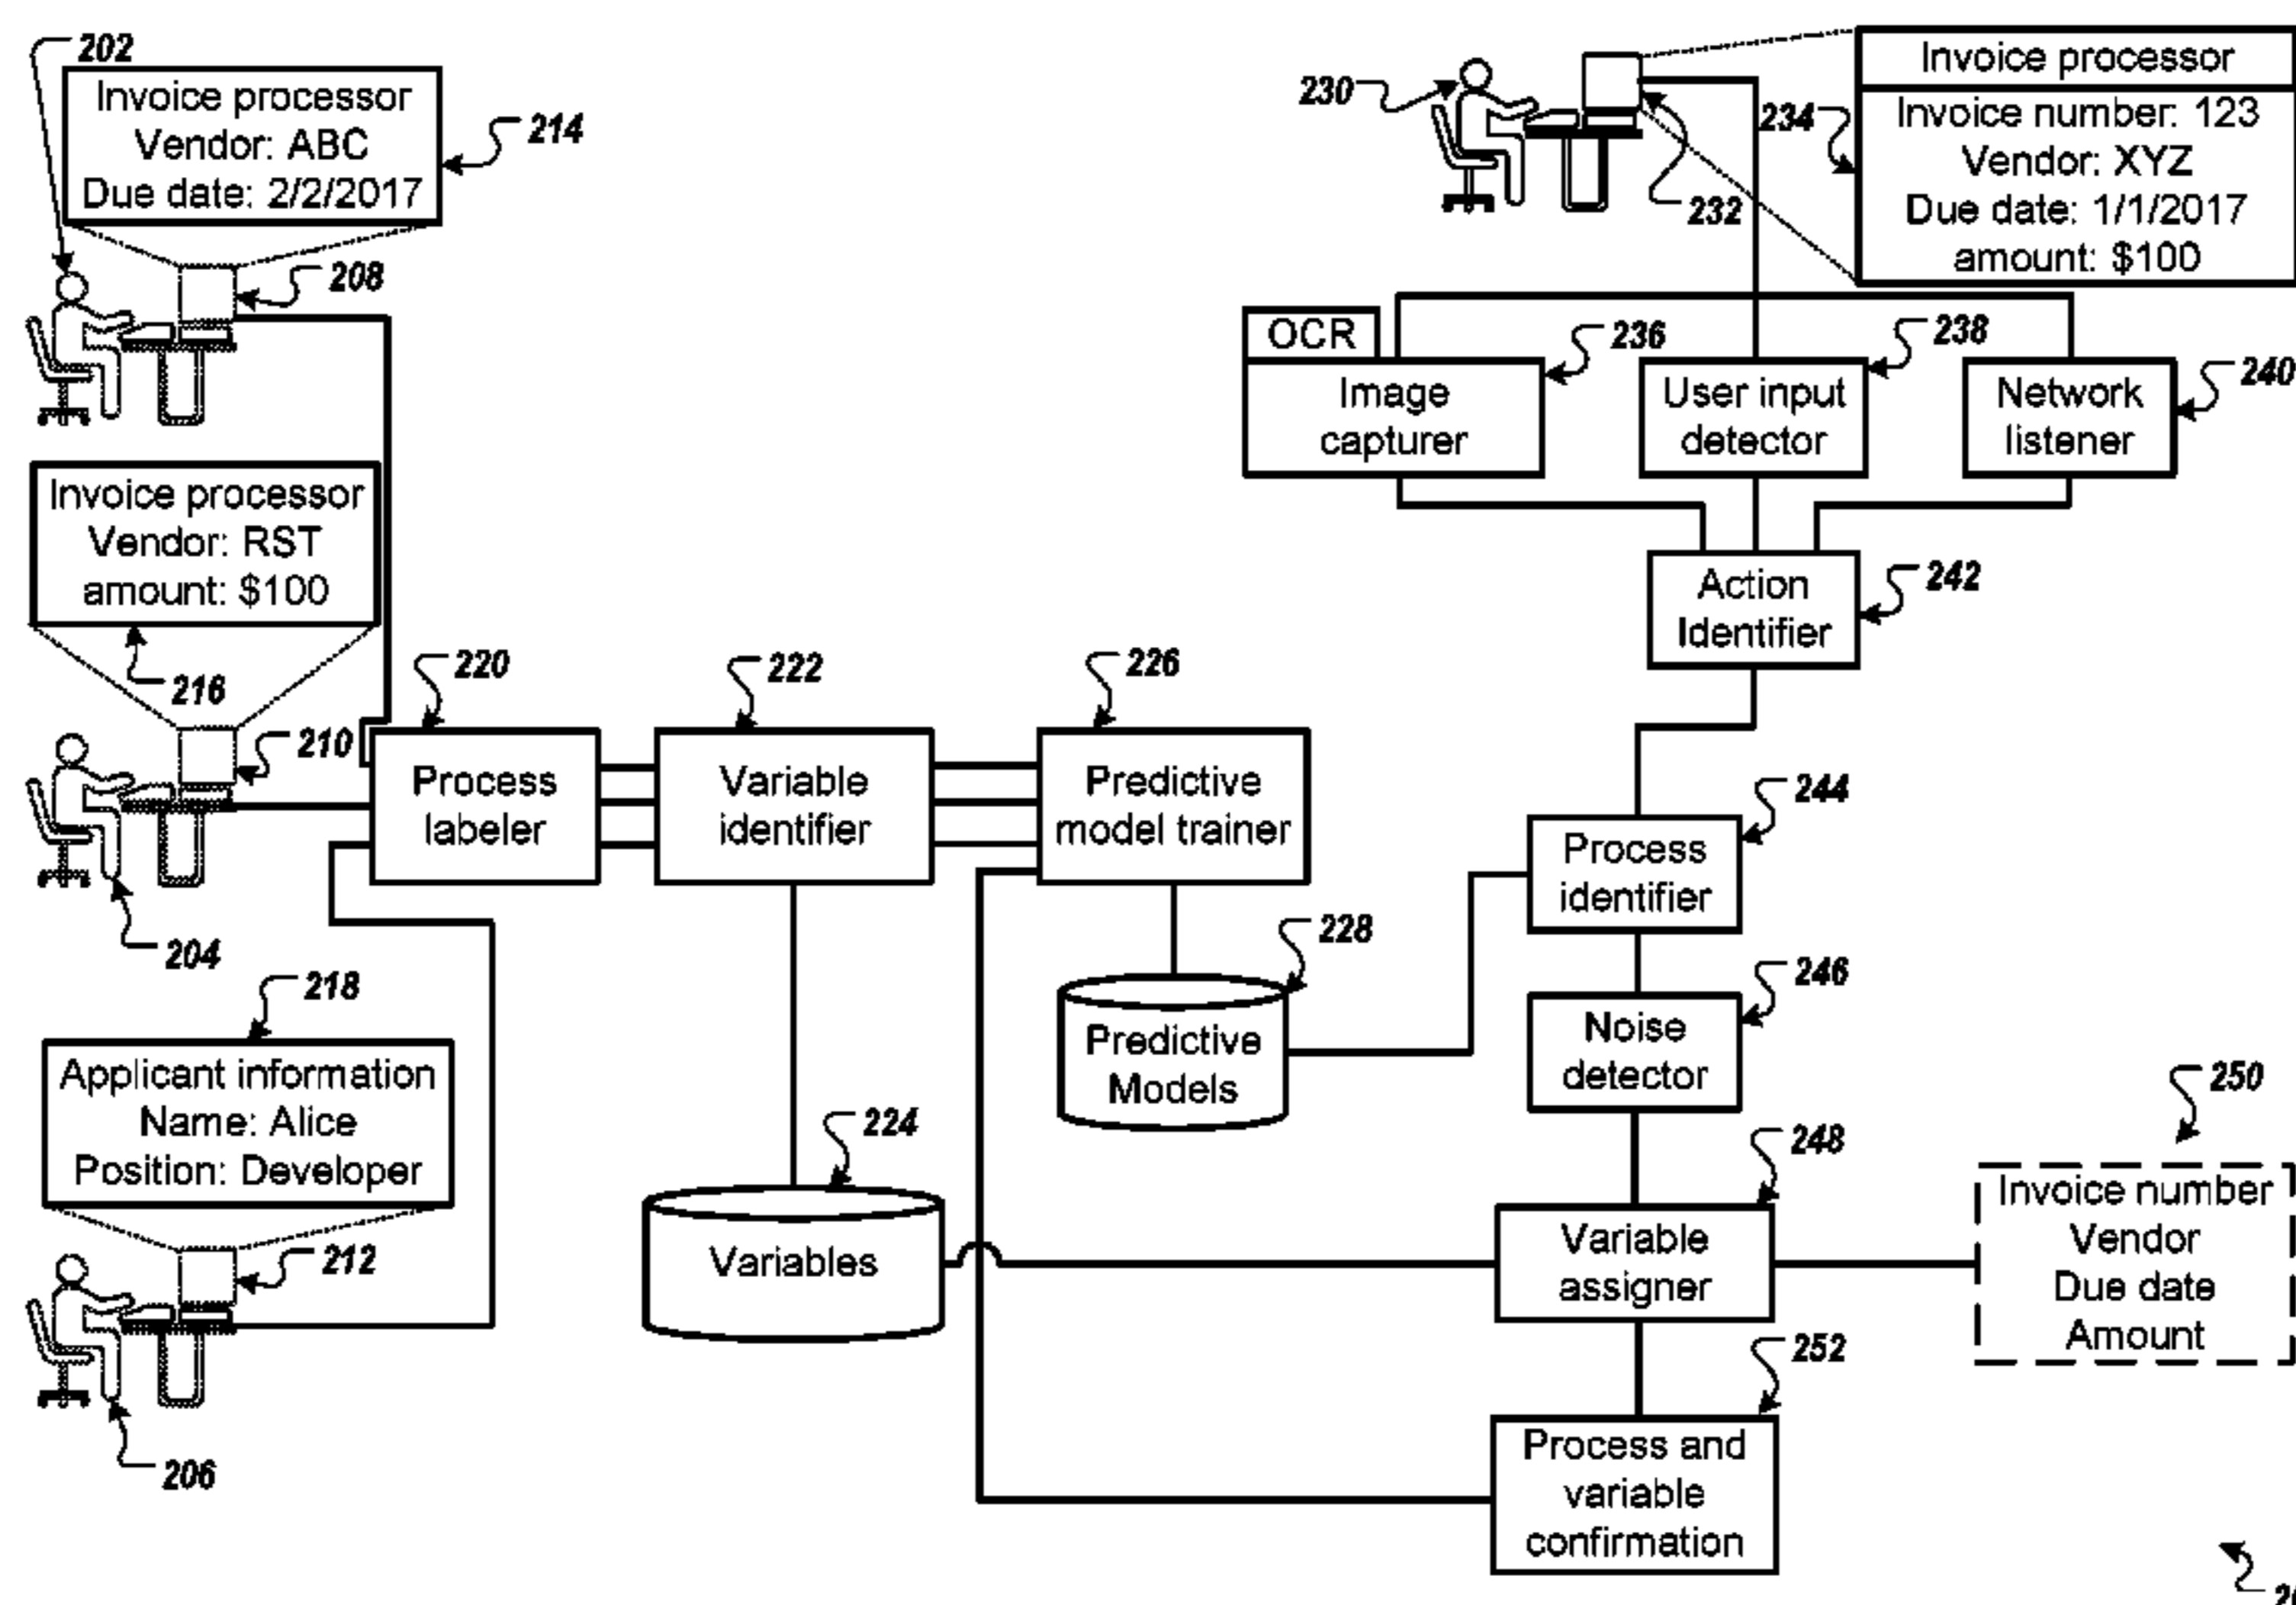 202
Invoice processor
Vendor: ABC
Due date: 2/2/2017
214
208
Invoice processor
Vendor: RST
amount: $100
216
210
204
218
Applicant information
Name: Alice
Position: Developer
212
206
220
Process
labeler
222
Variable
identifier
226
Predictive
model trainer
228
Predictive
Models
224
Variables
230
232
234
Invoice processor
Invoice number: 123
Vendor: XYZ
Due date: 1/1/2017
amount: $100
OCR
Image
capturer
236
User input
detector
238
Network
listener
240
Action
Identifier
242
Process
identifier
244
Noise
detector
246
Variable
assigner
248
250
Invoice number
Vendor
Due date
Amount
Process and
variable
confirmation
252